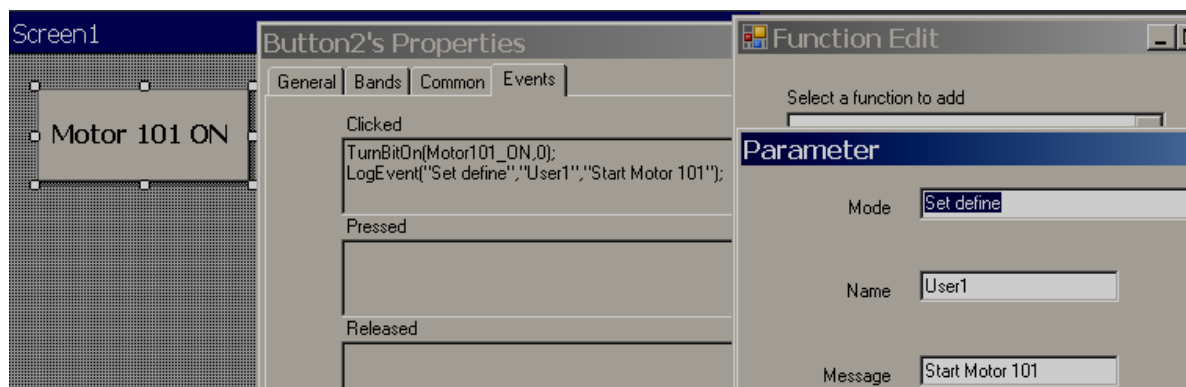 Screen1
Motor 101 ON
Button2's Properties
General Bands Common Events
Clicked
TurnBitOn(Motor101_ON,0);
LogEvent("Set define","User1","Start Motor 101");
Pressed
Released
Function Edit
Select a function to add
Parameter
Mode Set define
Name User1
Message Start Motor 101